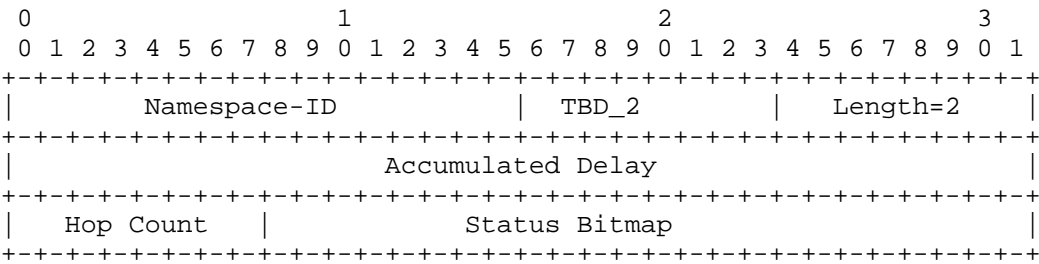 0                   1                   2                   3
 0 1 2 3 4 5 6 7 8 9 0 1 2 3 4 5 6 7 8 9 0 1 2 3 4 5 6 7 8 9 0 1
+-+-+-+-+-+-+-+-+-+-+-+-+-+-+-+-+-+-+-+-+-+-+-+-+-+-+-+-+-+-+-+-+
|        Namespace-ID           |  TBD_2        |   Length=2    |
+-+-+-+-+-+-+-+-+-+-+-+-+-+-+-+-+-+-+-+-+-+-+-+-+-+-+-+-+-+-+-+-+
|                       Accumulated Delay                       |
+-+-+-+-+-+-+-+-+-+-+-+-+-+-+-+-+-+-+-+-+-+-+-+-+-+-+-+-+-+-+-+-+
|   Hop Count   |            Status Bitmap                      |
+-+-+-+-+-+-+-+-+-+-+-+-+-+-+-+-+-+-+-+-+-+-+-+-+-+-+-+-+-+-+-+-+